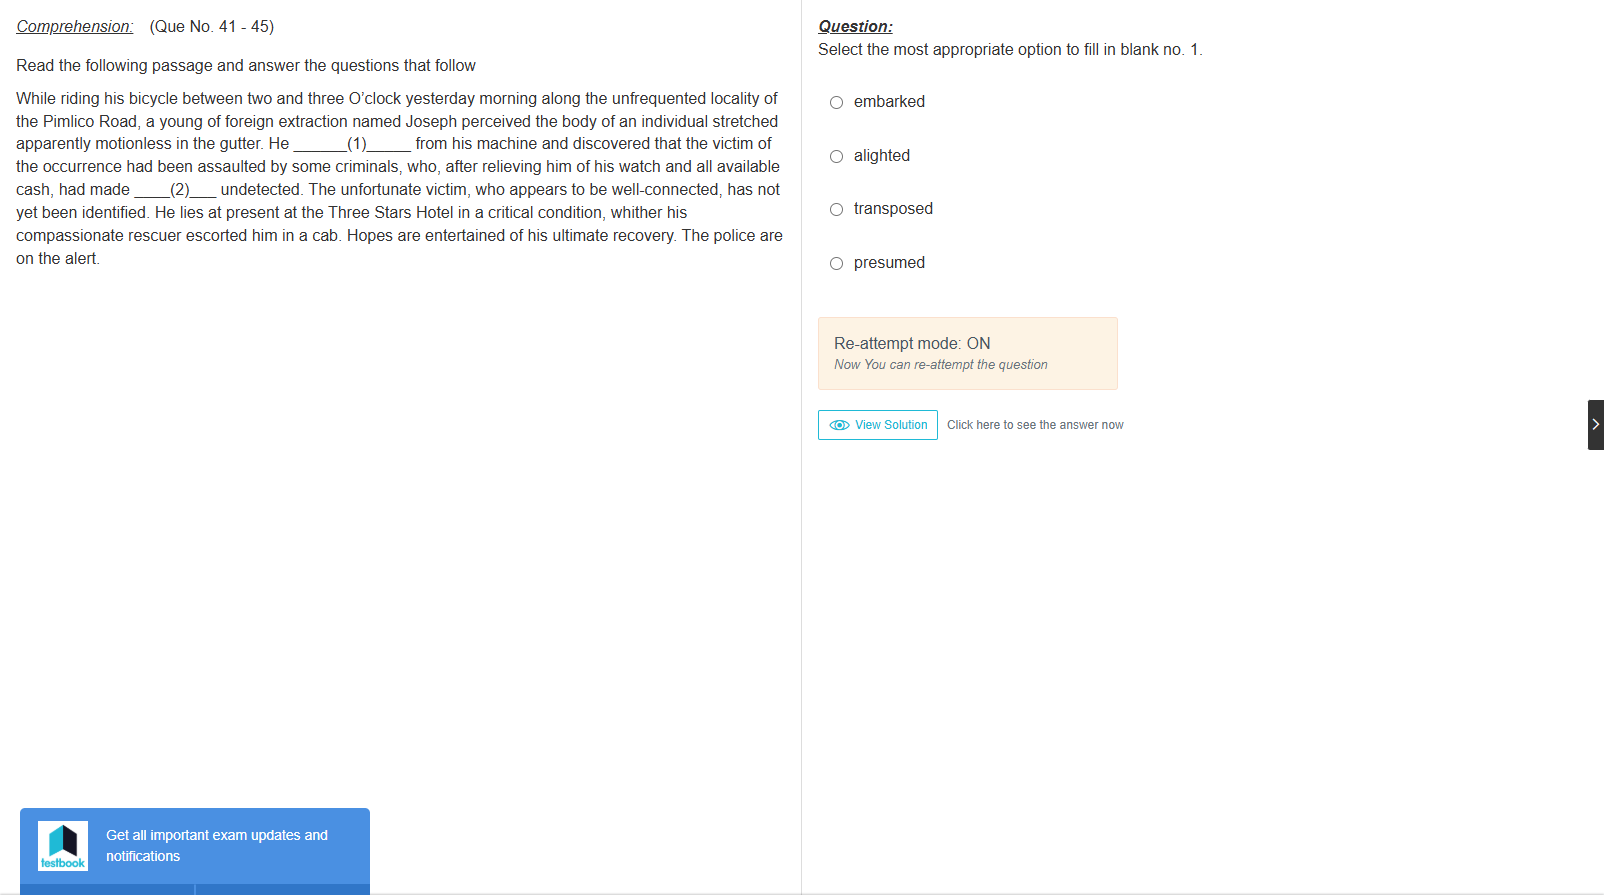 Comprehension: (Que No. 41 - 45)
Read the following passage and answer the questions that follow
While riding his bicycle between two and three O’clock yesterday morning along the unfrequented locality of
the Pimlico Road, a young of foreign extraction named Joseph perceived the body of an individual stretched
apparently motionless in the gutter. He ______(1)_____ from his machine and discovered that the victim of
the occurrence had been assaulted by some criminals, who, after relieving him of his watch and all available
cash, had made ____(2)___ undetected. The unfortunate victim, who appears to be well-connected, has not
yet been identified. He lies at present at the Three Stars Hotel in a critical condition, whither his
compassionate rescuer escorted him in a cab. Hopes are entertained of his ultimate recovery. The police are
on the alert.
Question:
Select the most appropriate option to fill in blank no. 1.
embarked
alighted
transposed
presumed
Re-attempt mode: ON
Now You can re-attempt the question
View Solution Click here to see the answer now
testbook
Get all important exam updates and
notifications